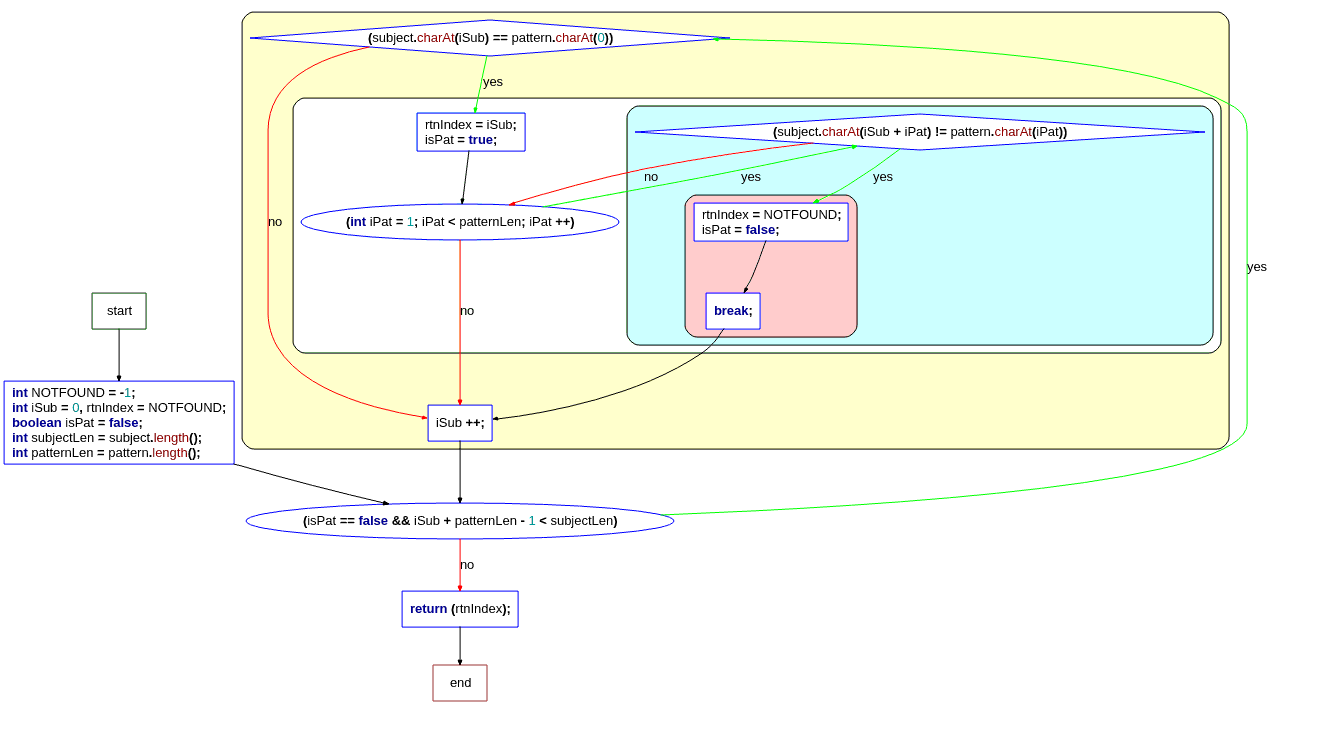 (subject.charAt(iSub) == pattern.charAt(0))
yes
rtnIndex = iSub;
isPat = true;
(subject.charAt(iSub + iPat) != pattern.charAt(iPat))
no
yes
yes
(int iPat = 1; iPat < patternLen; iPat ++)
rtnIndex = NOTFOUND;
isPat = false;
no
yes
start
no
break;
int NOTFOUND = -1;
int iSub = 0, rtnIndex = NOTFOUND;
boolean isPat = false;
int subjectLen = subject.length();
int patternLen = pattern.length();
iSub ++;
(isPat == false && iSub + patternLen - 1 < subjectLen)
no
return (rtnIndex);
end